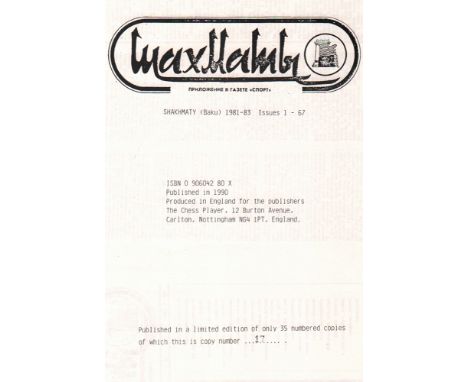 Шахматы
ПРИЛОЖЕНИЕ К ГАЗЕТЕ «СПОРТ»
SHAKHMATY (Baku) 1981-83 Issues 1 - 67
ISBN 0 906042 80 X
Published in 1990
Produced in England for the publishers
The Chess Player, 12 Burton Avenue,
Carlton, Nottingham NG4 1PT, England.
Published in a limited edition of only 35 numbered copies
of which this is copy number ...17.... .